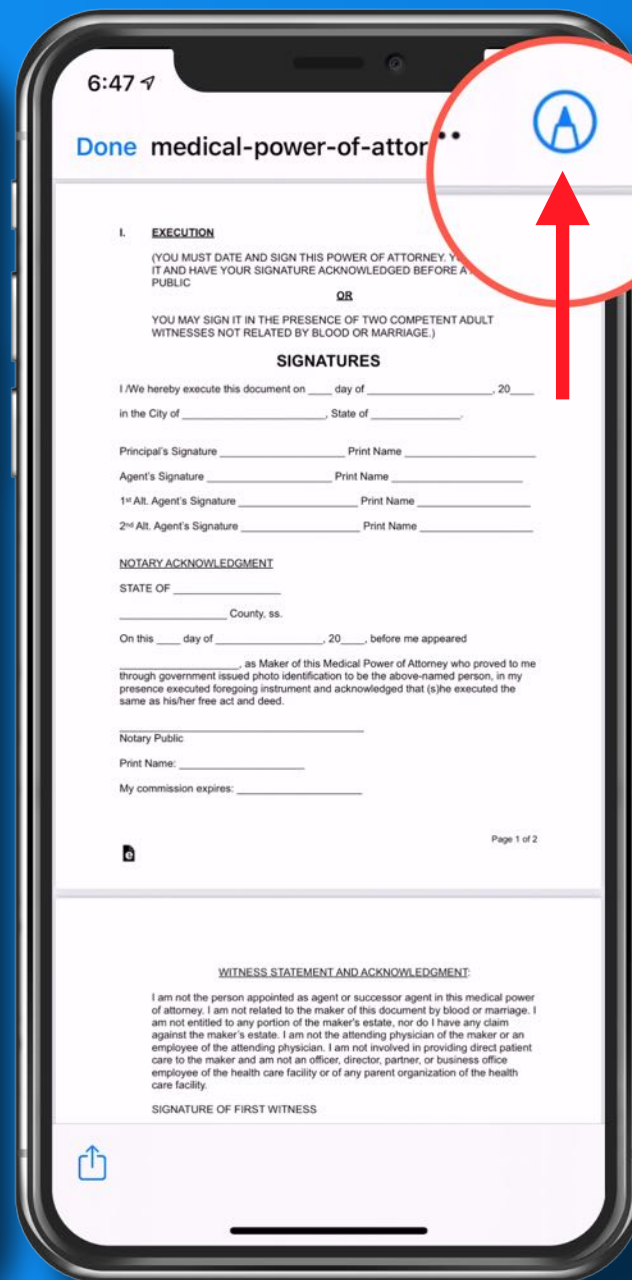 6:47
Done medical-power-of-attor
I. EXECUTION
(YOU MUST DATE AND SIGN THIS POWER OF ATTORNEY.
IT AND HAVE YOUR SIGNATURE ACKNOWLEDGED BEFORE A
PUBLIC
OR
YOU MAY SIGN IT IN THE PRESENCE OF TWO COMPETENT ADULT
WITNESSES NOT RELATED BY BLOOD OR MARRIAGE.)
SIGNATURES
I /We hereby execute this document on ____ day of ____________________, 20____
in the City of ______________________, State of ______________.
Principal's Signature ___________________ Print Name ____________________
Agent's Signature ___________________ Print Name ____________________
1st Alt. Agent's Signature __________________ Print Name _________________
2nd Alt. Agent's Signature __________________ Print Name _________________
NOTARY ACKNOWLEDGMENT
STATE OF _________________
_________________ County, ss.
On this ____ day of _________________, 20____, before me appeared
___________________, as Maker of this Medical Power of Attorney who proved to me
through government issued photo identification to be the above-named person, in my
presence executed foregoing instrument and acknowledged that (s)he executed the
same as his/her free act and deed.
Notary Public
Print Name: ____________________
My commission expires: ____________________
Page 1 of 2
e
WITNESS STATEMENT AND ACKNOWLEDGMENT:
I am not the person appointed as agent or successor agent in this medical power
of attorney. I am not related to the maker of this document by blood or marriage. I
am not entitled to any portion of the maker's estate, nor do I have any claim
against the maker's estate. I am not the attending physician of the maker or an
employee of the attending physician. I am not involved in providing direct patient
care to the maker and am not an officer, director, partner, or business office
employee of the health care facility or of any parent organization of the health
care facility.
SIGNATURE OF FIRST WITNESS